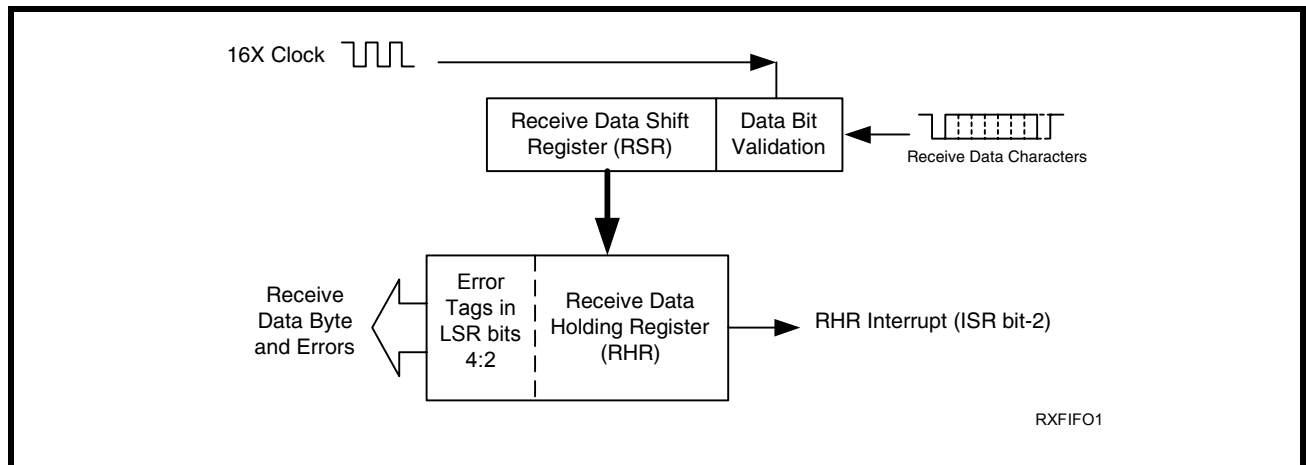 16X Clock
Receive Data Shift
Register (RSR)
Data Bit
Validation
Receive Data Characters
Receive
Data Byte
and Errors
Error
Tags in
LSR bits
4:2
Receive Data
Holding Register
(RHR)
RHR Interrupt (ISR bit-2)
RXFIFO1